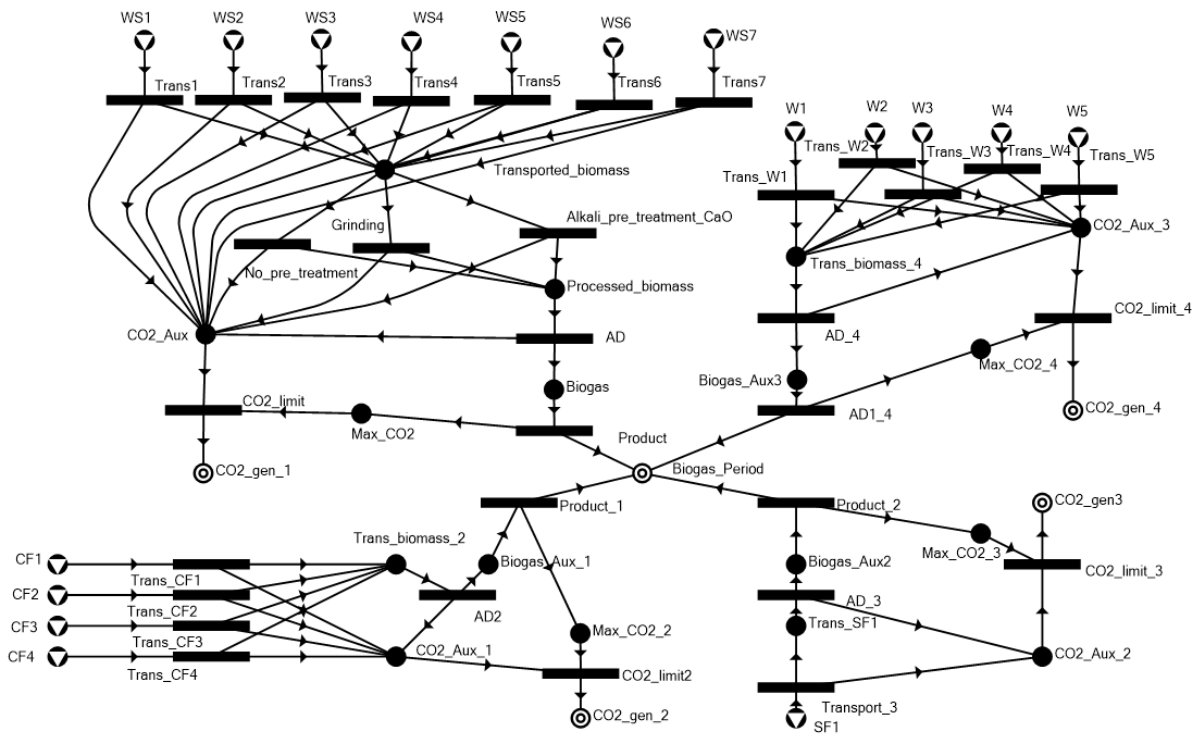 WS1
WS2
WS3
WS4
WS5
WS6
WS7
Trans1
Trans2
Trans3
Trans4
Trans5
Trans6
Trans7
Transported_biomass
Grinding
Alkali_pre_treatment_CaO
No_pre_treatment
Processed_biomass
CO2_Aux
AD
Biogas
CO2_limit
Max_CO2
Product
CO2_gen_1
Biogas_Period
W1
W2
W3
W4
W5
Trans_W2
Trans_W3
Trans_W4
Trans_W5
Trans_W1
CO2_Aux_3
Trans_biomass_4
CO2_limit_4
AD_4
Max_CO2_4
Biogas_Aux3
AD1_4
CO2_gen_4
Product_1
Trans_biomass_2
CF1
Biogas_Aux_1
Trans_CF1
CF2
AD2
Trans_CF2
CF3
Max_CO2_2
Trans_CF3
CF4
CO2_Aux_1
Trans_CF4
CO2_limit2
CO2_gen_2
Product_2
CO2_gen3
Max_CO2_3
Biogas_Aux2
CO2_limit_3
AD_3
Trans_SF1
CO2_Aux_2
Transport_3
SF1